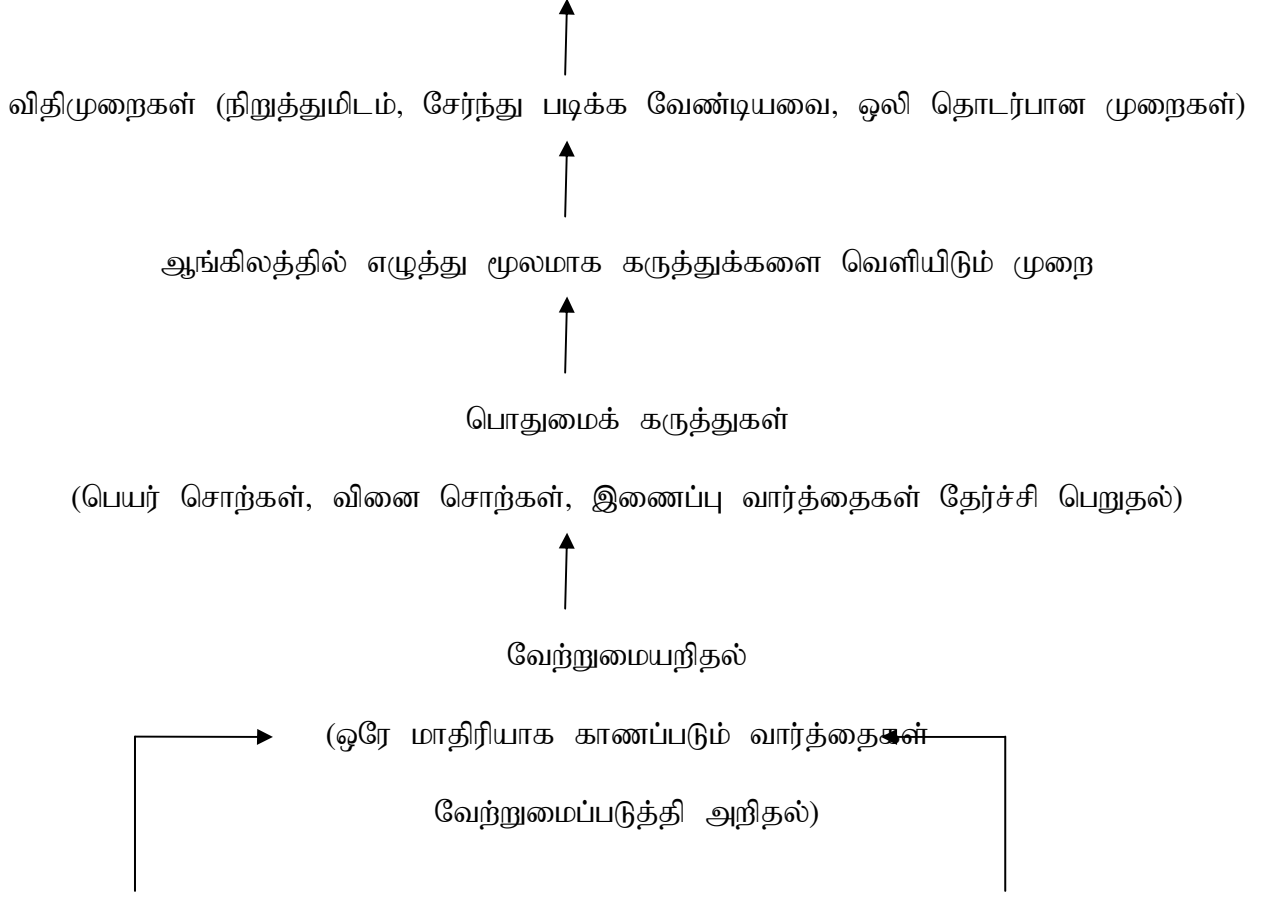 விதிமுறைகள் (நிறுத்துமிடம், சேர்ந்து படிக்க வேண்டியவை, ஒலி தொடர்பான முறைகள்)
ஆங்கிலத்தில் எழுத்து மூலமாக கருத்துக்களை வெளியிடும் முறை
பொதுமைக் கருத்துகள்
(பெயர் சொற்கள், வினை சொற்கள், இணைப்பு வார்த்தைகள் தேர்ச்சி பெறுதல்)
வேற்றுமையறிதல்
(ஒரே மாதிரியாக காணப்படும் வார்த்தைகள்
வேற்றுமைப்படுத்தி அறிதல்)